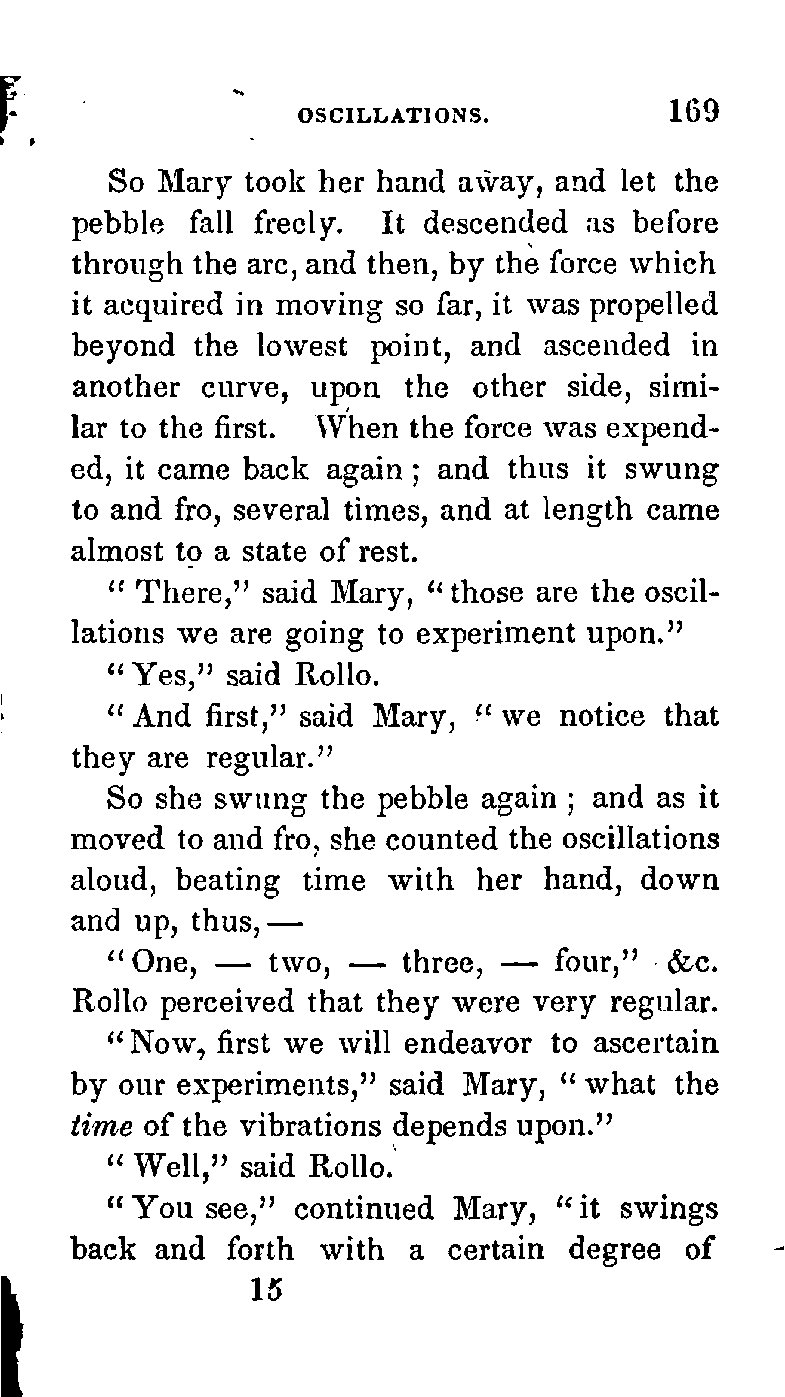 OSCILLATIONS. 169
So Mary took her hand away, and let the
pebble fall freely. It descended as before
through the arc, and then, by the force which
it acquired in moving so far, it was propelled
beyond the lowest point, and ascended in
another curve, upon the other side, simi-
lar to the first. When the force was expend-
ed, it came back again; and thus it swung
to and fro, several times, and at length came
almost to a state of rest.
“There,” said Mary, “those are the oscil-
lations we are going to experiment upon.”
“Yes,” said Rollo.
“And first,” said Mary, “we notice that
they are regular.”
So she swung the pebble again; and as it
moved to and fro, she counted the oscillations
aloud, beating time with her hand, down
and up, thus,—
“One, — two, — three, — four,” &c.
Rollo perceived that they were very regular.
“Now, first we will endeavor to ascertain
by our experiments,” said Mary, “what the
time of the vibrations depends upon.”
“Well,” said Rollo.
“You see,” continued Mary, “it swings
back and forth with a certain degree of
15